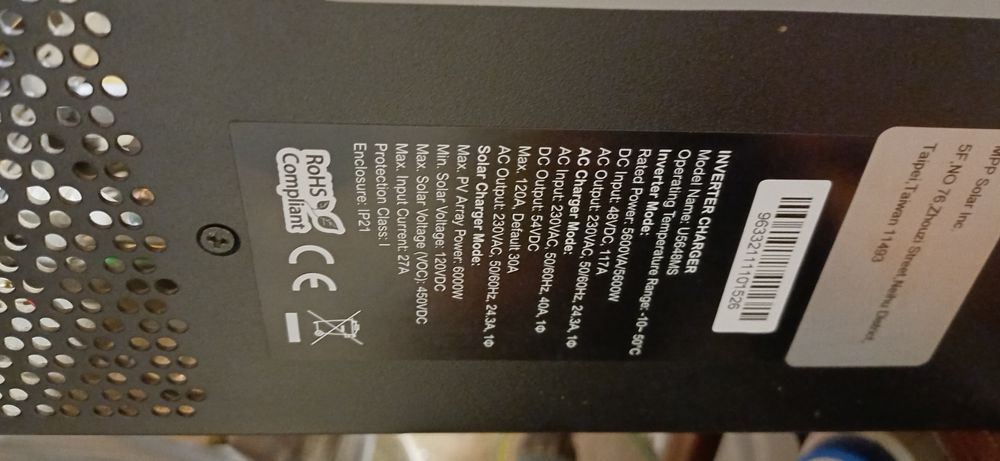 Mpp Solar Inc.
5F.,NO 76,Zhouzi Street,Neihu District,
Taipei,Taiwan 11493
96332111101526
INVERTER CHARGER
Model Name: U5648MS
Operating Temperature Range: -10~ 50°C
Inverter Mode:
Rated Power: 5600VA/5600W
DC Input: 48VDC, 117A
AC Output: 230VAC, 50/60Hz, 24.3A, 1Φ
AC Charger Mode:
AC Input: 230VAC, 50/60Hz, 40A, 1Φ
DC Output: 54VDC
Max. 120A, Default 30A
AC Output: 230VAC, 50/60Hz, 24.3A, 1Φ
Solar Charger Mode:
Max. PV Array Power: 6000W
Min. Solar Voltage: 120VDC
Max. Solar Voltage (VOC): 450VDC
Max. Input Current: 27A
Protection Class: I
Enclosure: IP21
RoHS
Compliant
CE